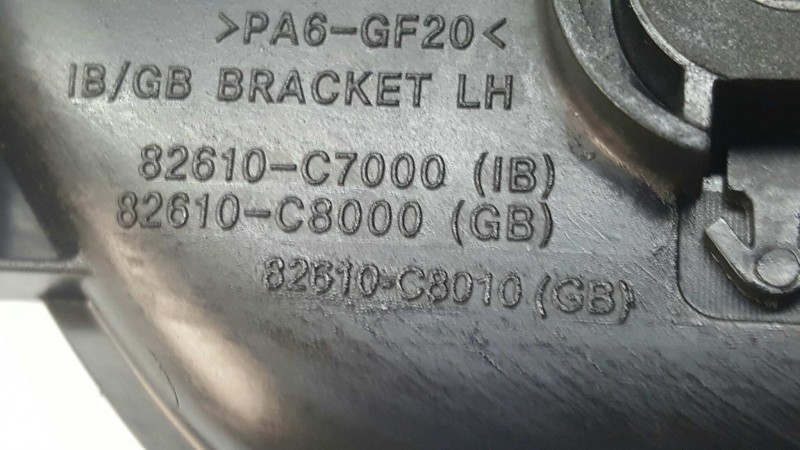 >PA6-GF20<
IB/GB BRACKET LH
82610-C7000 (IB)
82610-C8000 (GB)
82610-C8010 (GB)